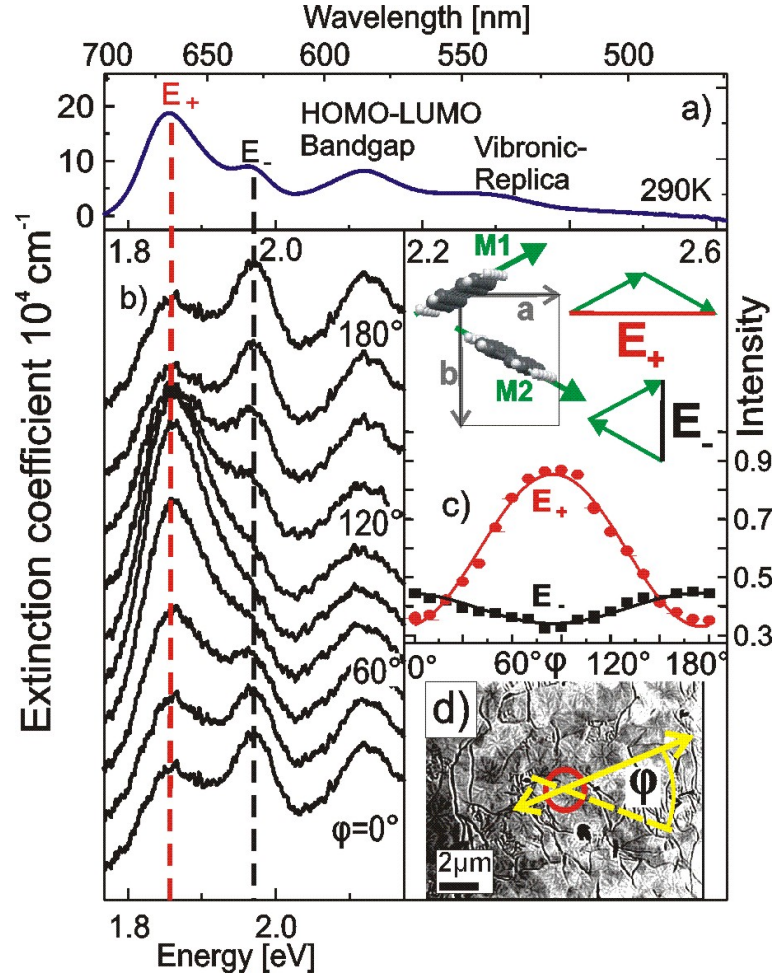 Wavelength [nm]
700 650 600 550 500
E+
HOMO-LUMO
Bandgap
a)
E-
Vibronic-
Replica
290K
20
10
0
Extinction coefficient 10⁴ cm⁻¹
1.8 2.0 2.2 2.6
b)
180°
120°
60°
φ=0°
M1
a
b
M2
E+
E-
Intensity
0.9
0.7
0.5
0.3
c)
E+
E-
0° 60° φ 120° 180°
d)
φ
2µm
1.8 2.0
Energy [eV]